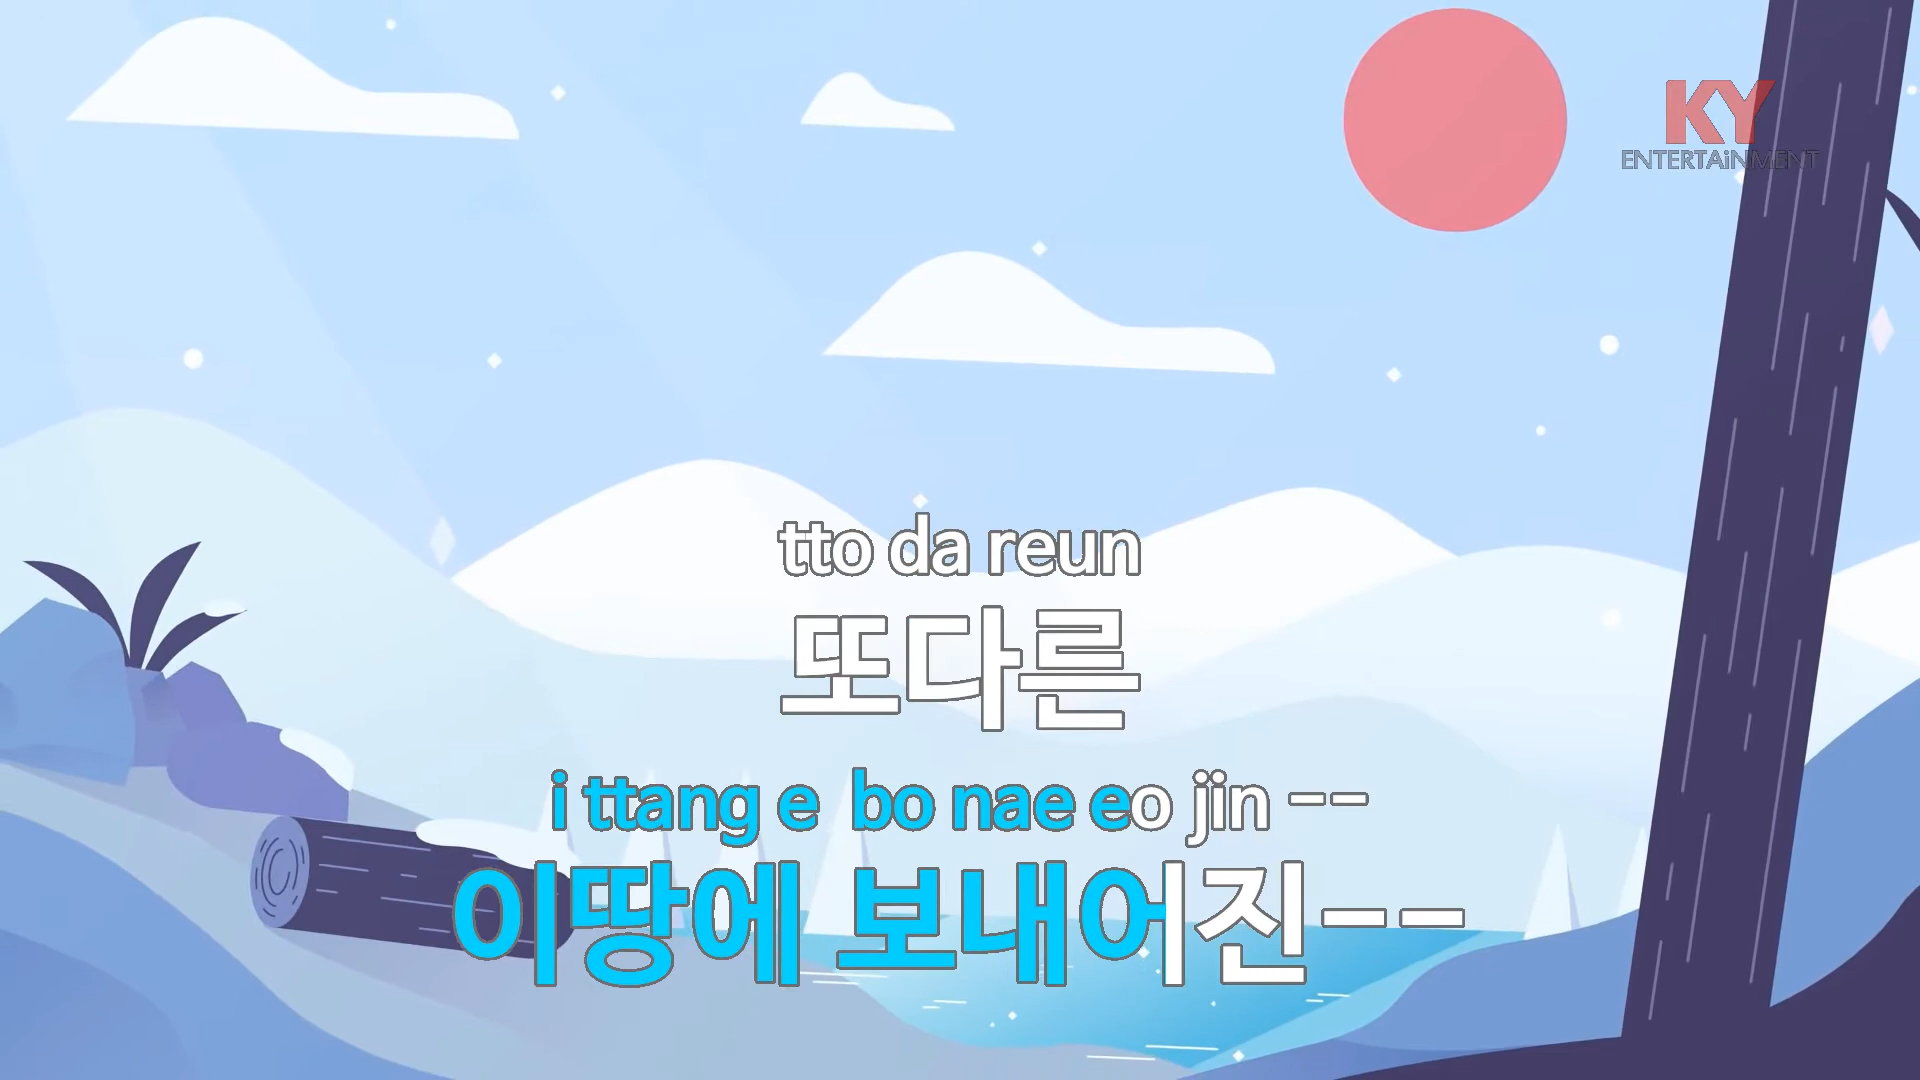 KY
ENTERTAiNMENT
tto da reun
또다른
i ttang e bo nae eo jin --
이땅에 보내어진--